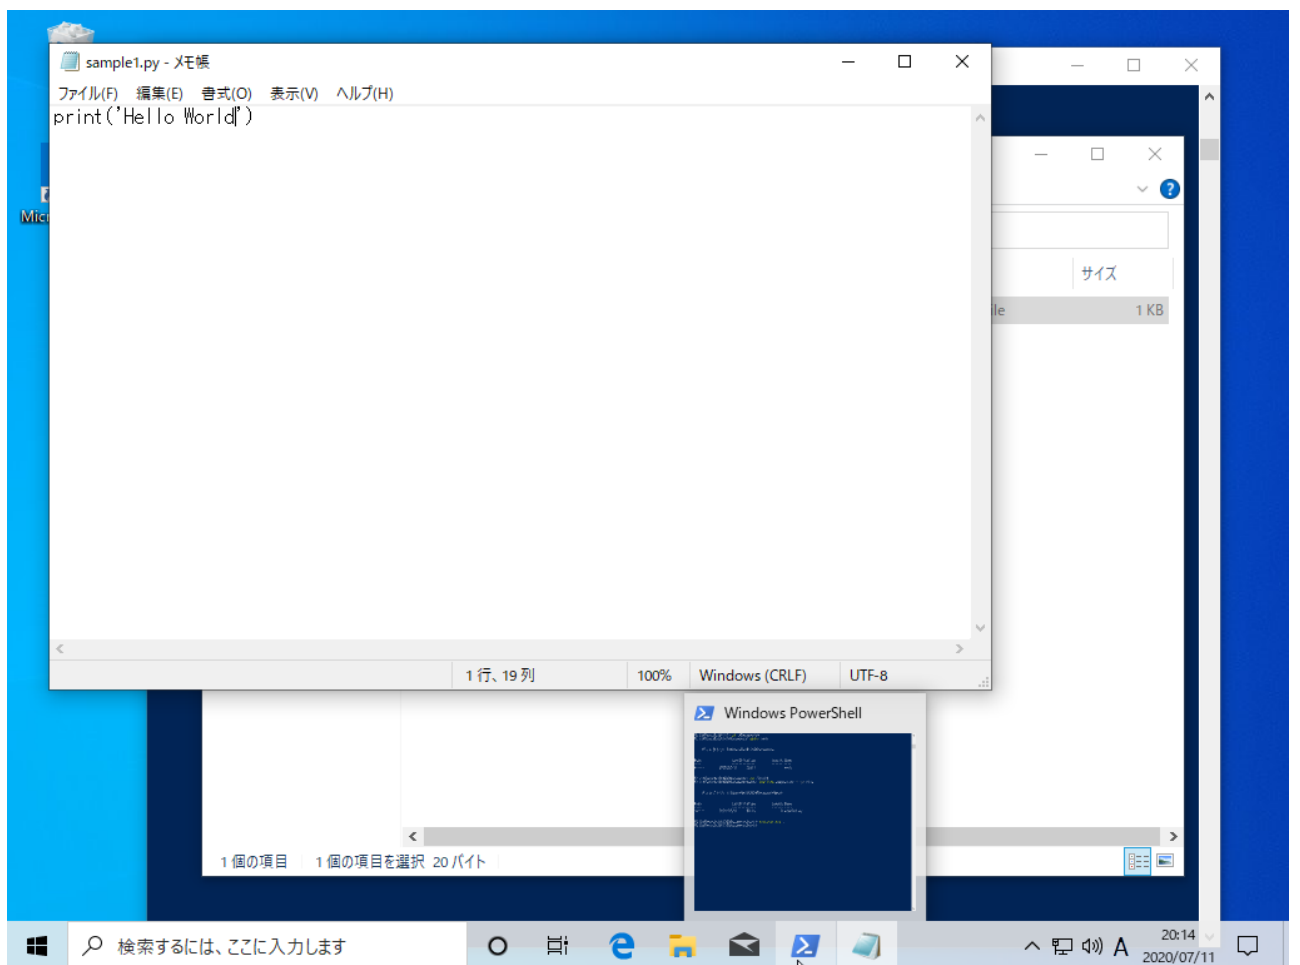 sample1.py - メモ帳
ファイル(F) 編集(E) 書式(O) 表示(V) ヘルプ(H)
print('Hello World')
Micr
サイズ
ile 1 KB
1 行、19 列 100% Windows (CRLF) UTF-8
Windows PowerShell
1 個の項目 1 個の項目を選択 20 バイト
検索するには、ここに入力します
A
20:14
2020/07/11